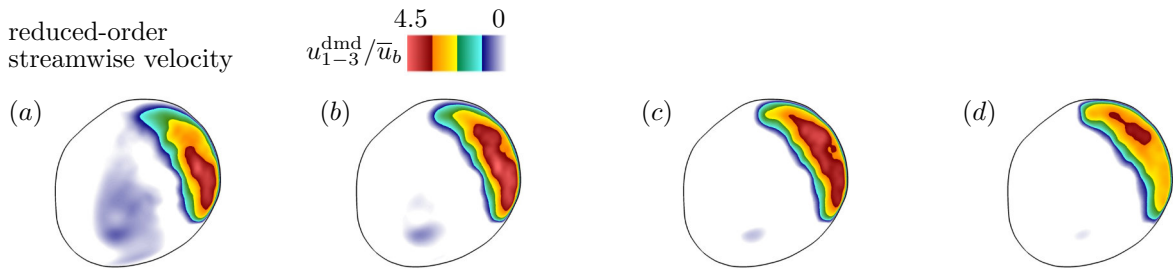 reduced-order
streamwise velocity
4.5 0
u_{1-3}^{dmd}/\overline{u}_b
(a) (b) (c) (d)